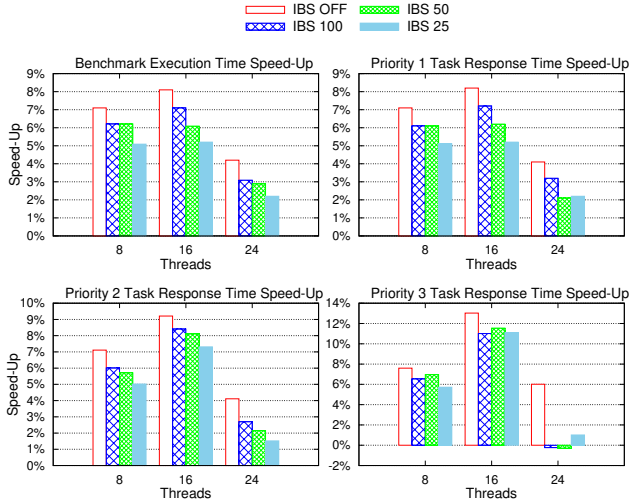 IBS OFF IBS 50
IBS 100 IBS 25
Benchmark Execution Time Speed-Up
9%
8%
7%
6%
5%
4%
3%
2%
1%
0%
Speed-Up
8 16 24
Threads
Priority 1 Task Response Time Speed-Up
9%
8%
7%
6%
5%
4%
3%
2%
1%
0%
8 16 24
Threads
Priority 2 Task Response Time Speed-Up
10%
9%
8%
7%
6%
5%
4%
3%
2%
1%
0%
Speed-Up
8 16 24
Threads
Priority 3 Task Response Time Speed-Up
14%
12%
10%
8%
6%
4%
2%
0%
-2%
8 16 24
Threads